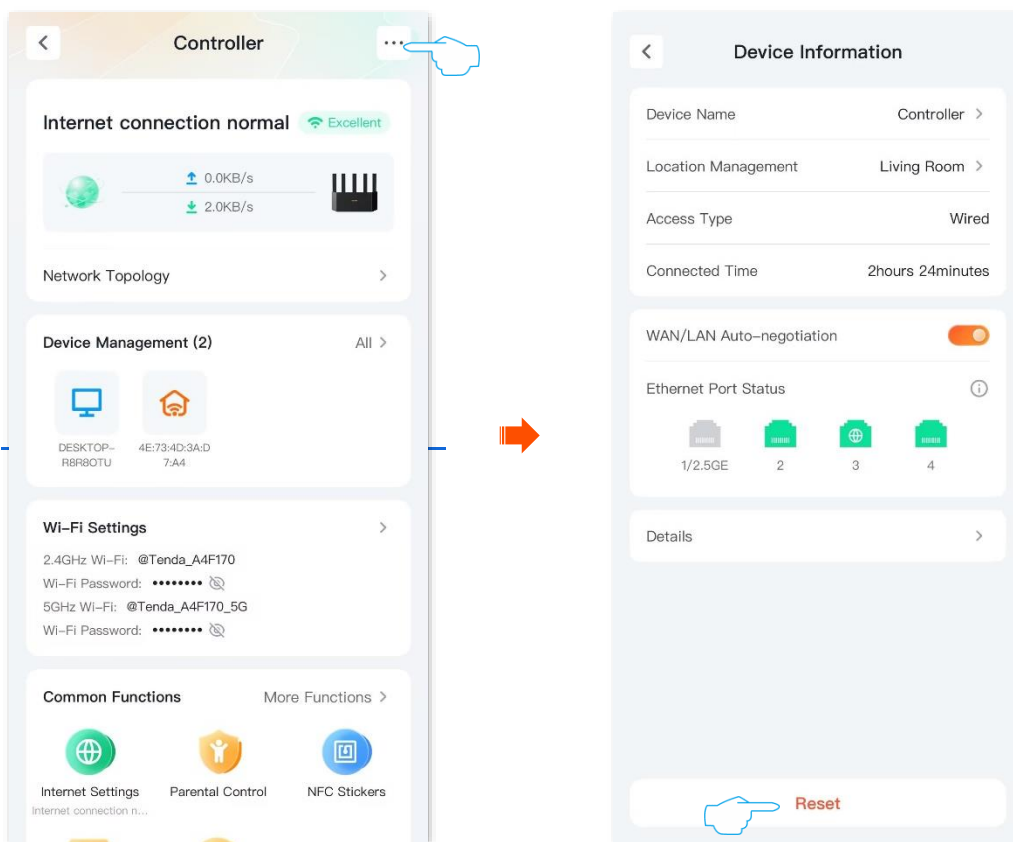 Controller
Internet connection normal Excellent
0.0KB/s
2.0KB/s
Network Topology
Device Management (2) All
DESKTOP-
R8R8OTU
4E:73:4D:3A:D
7:A4
Wi-Fi Settings
2.4GHz Wi-Fi: @Tenda_A4F170
Wi-Fi Password: ••••••••
5GHz Wi-Fi: @Tenda_A4F170_5G
Wi-Fi Password: ••••••••
Common Functions More Functions
Internet Settings
Internet connection n...
Parental Control
NFC Stickers
Device Information
Device Name Controller
Location Management Living Room
Access Type Wired
Connected Time 2hours 24minutes
WAN/LAN Auto-negotiation
Ethernet Port Status
1/2.5GE 2 3 4
Details
Reset